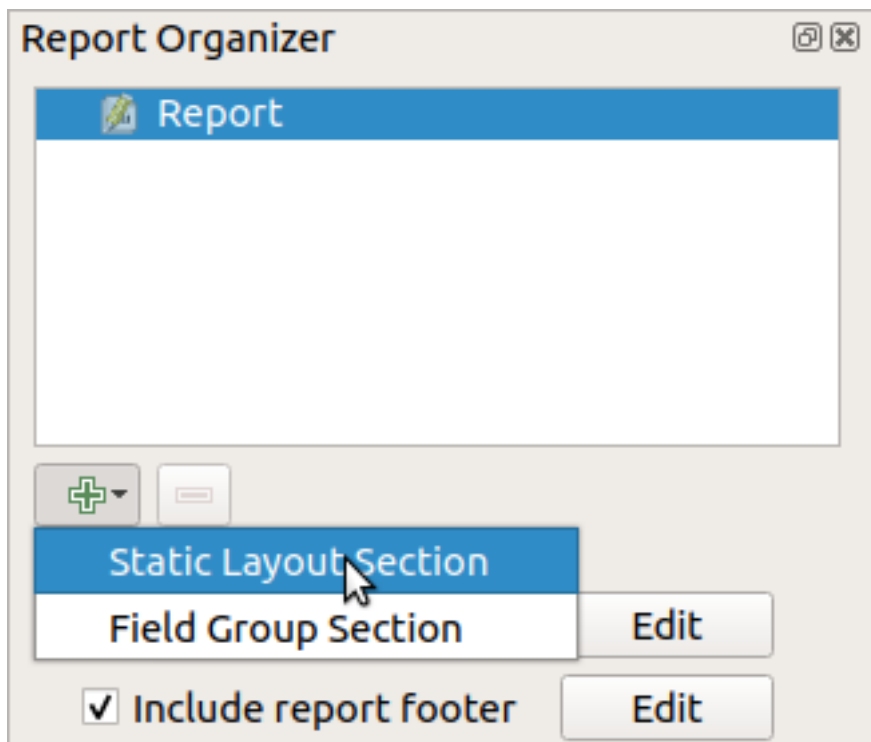 Report Organizer
Report
Static Layout Section
Field Group Section
Edit
Include report footer
Edit